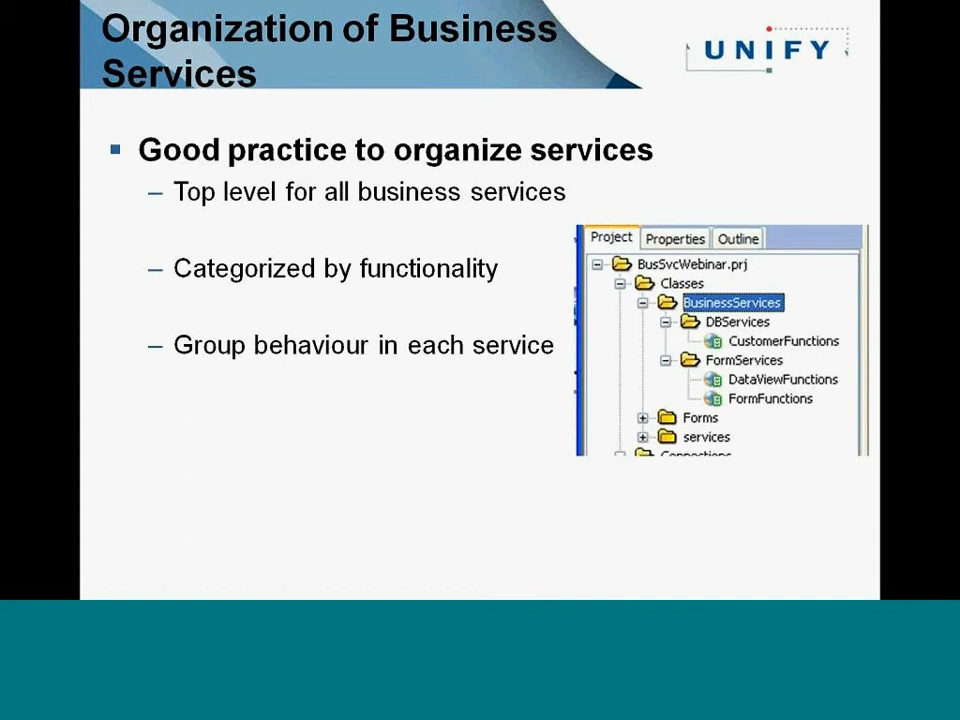 Organization of Business
Services
UNIFY
Good practice to organize services
– Top level for all business services
– Categorized by functionality
– Group behaviour in each service
Project Properties Outline
BusSvcWebinar.prj
Classes
BusinessServices
DBServices
CustomerFunctions
FormServices
DataViewFunctions
FormFunctions
Forms
services
Connections